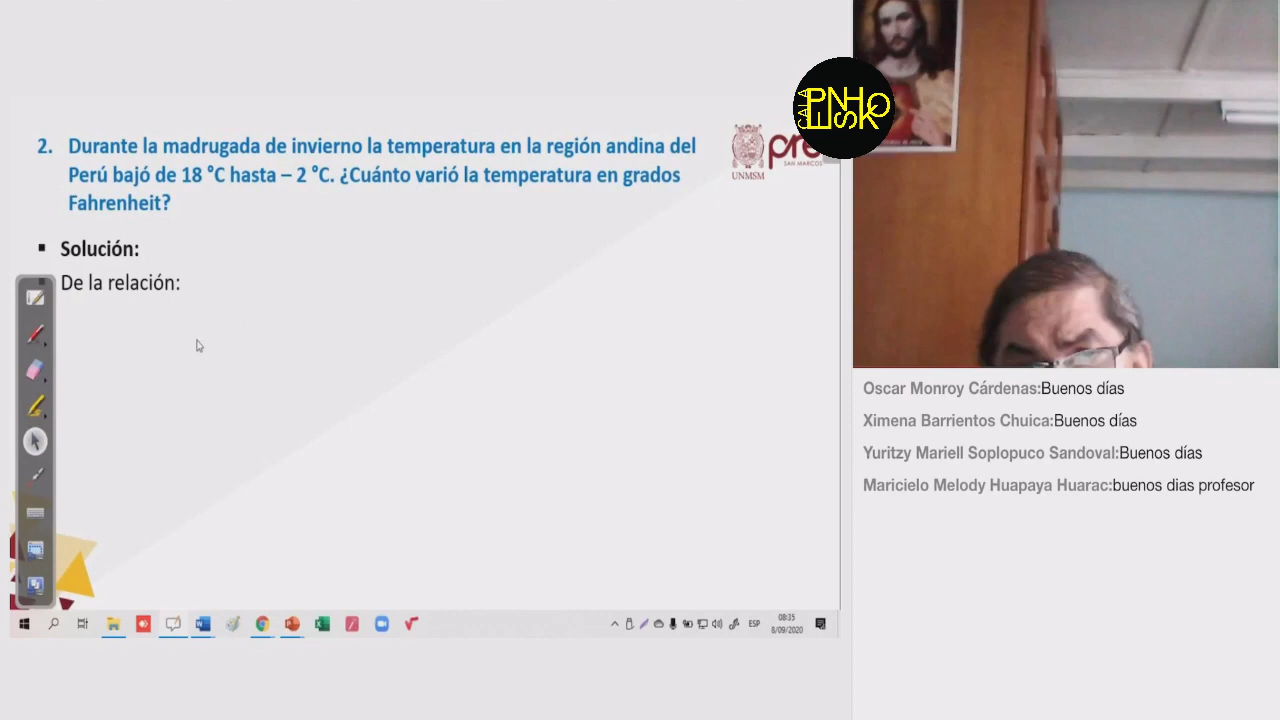 2. Durante la madrugada de invierno la temperatura en la región andina del
Perú bajó de 18 °C hasta – 2 °C. ¿Cuánto varió la temperatura en grados
Fahrenheit?
UNMSM
pre
SAN MARCOS
▪ Solución:
De la relación:
ESP
08:35
8/09/2020
Oscar Monroy Cárdenas:Buenos días
Ximena Barrientos Chuica:Buenos días
Yuritzy Mariell Soplopuco Sandoval:Buenos días
Maricielo Melody Huapaya Huarac:buenos dias profesor